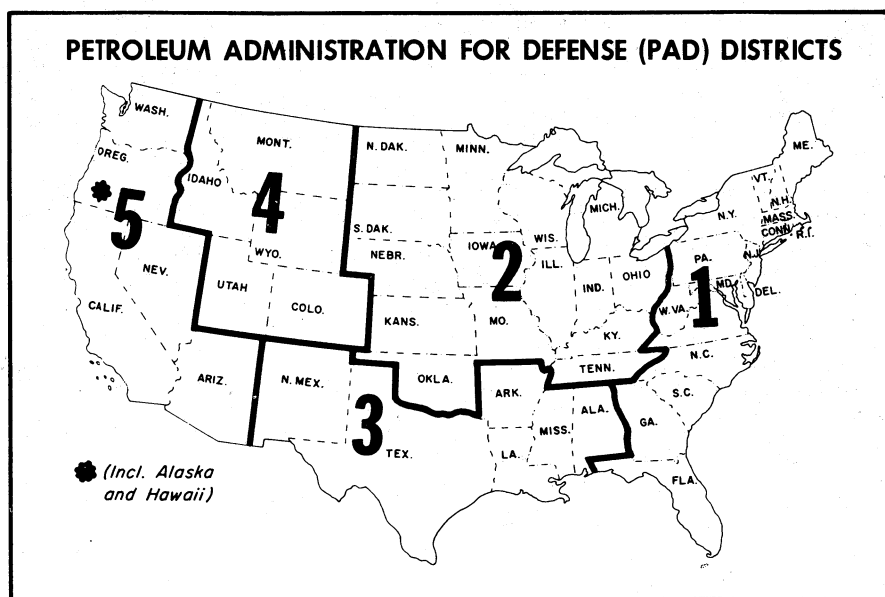 PETROLEUM ADMINISTRATION FOR DEFENSE (PAD) DISTRICTS
WASH.
MONT.
N. DAK.
MINN.
ME.
OREG.
IDAHO
VT.
N.H.
MICH.
N.Y.
MASS.
CONN.
R.I.
5
4
S. DAK.
WIS.
IOWA
2
WYO.
NEBR.
ILL.
NEV.
UTAH
COLO.
IND.
OHIO
PA.
N.J.
MD.
DEL.
1
W.VA.
CALIF.
KANS.
MO.
KY.
N.C.
TENN.
ARIZ.
N. MEX.
OKLA.
ARK.
S.C.
3
TEX.
MISS.
ALA.
GA.
LA.
FLA.
(Incl. Alaska
and Hawaii)